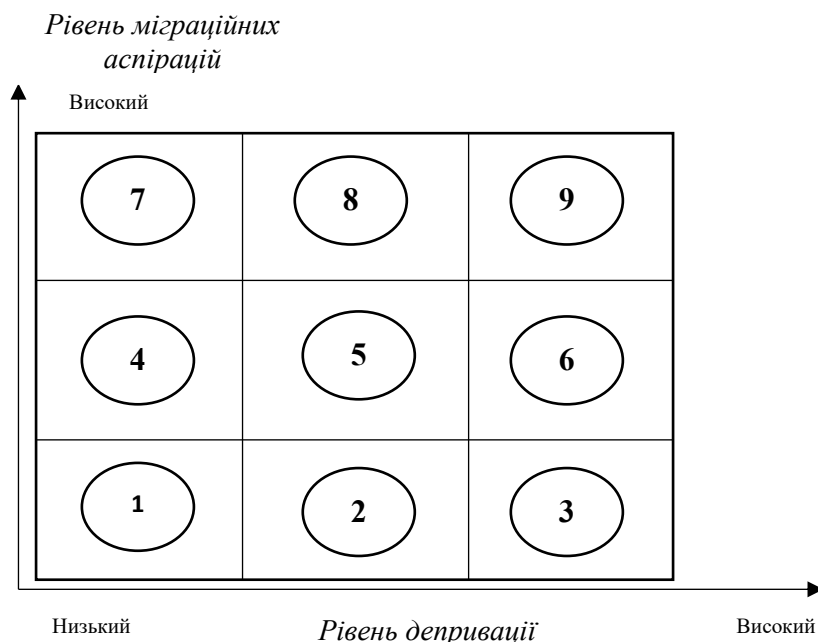 Рівень міграційних
аспірацій
Високий
7 8 9
4 5 6
1 2 3
Низький Рівень депривації Високий